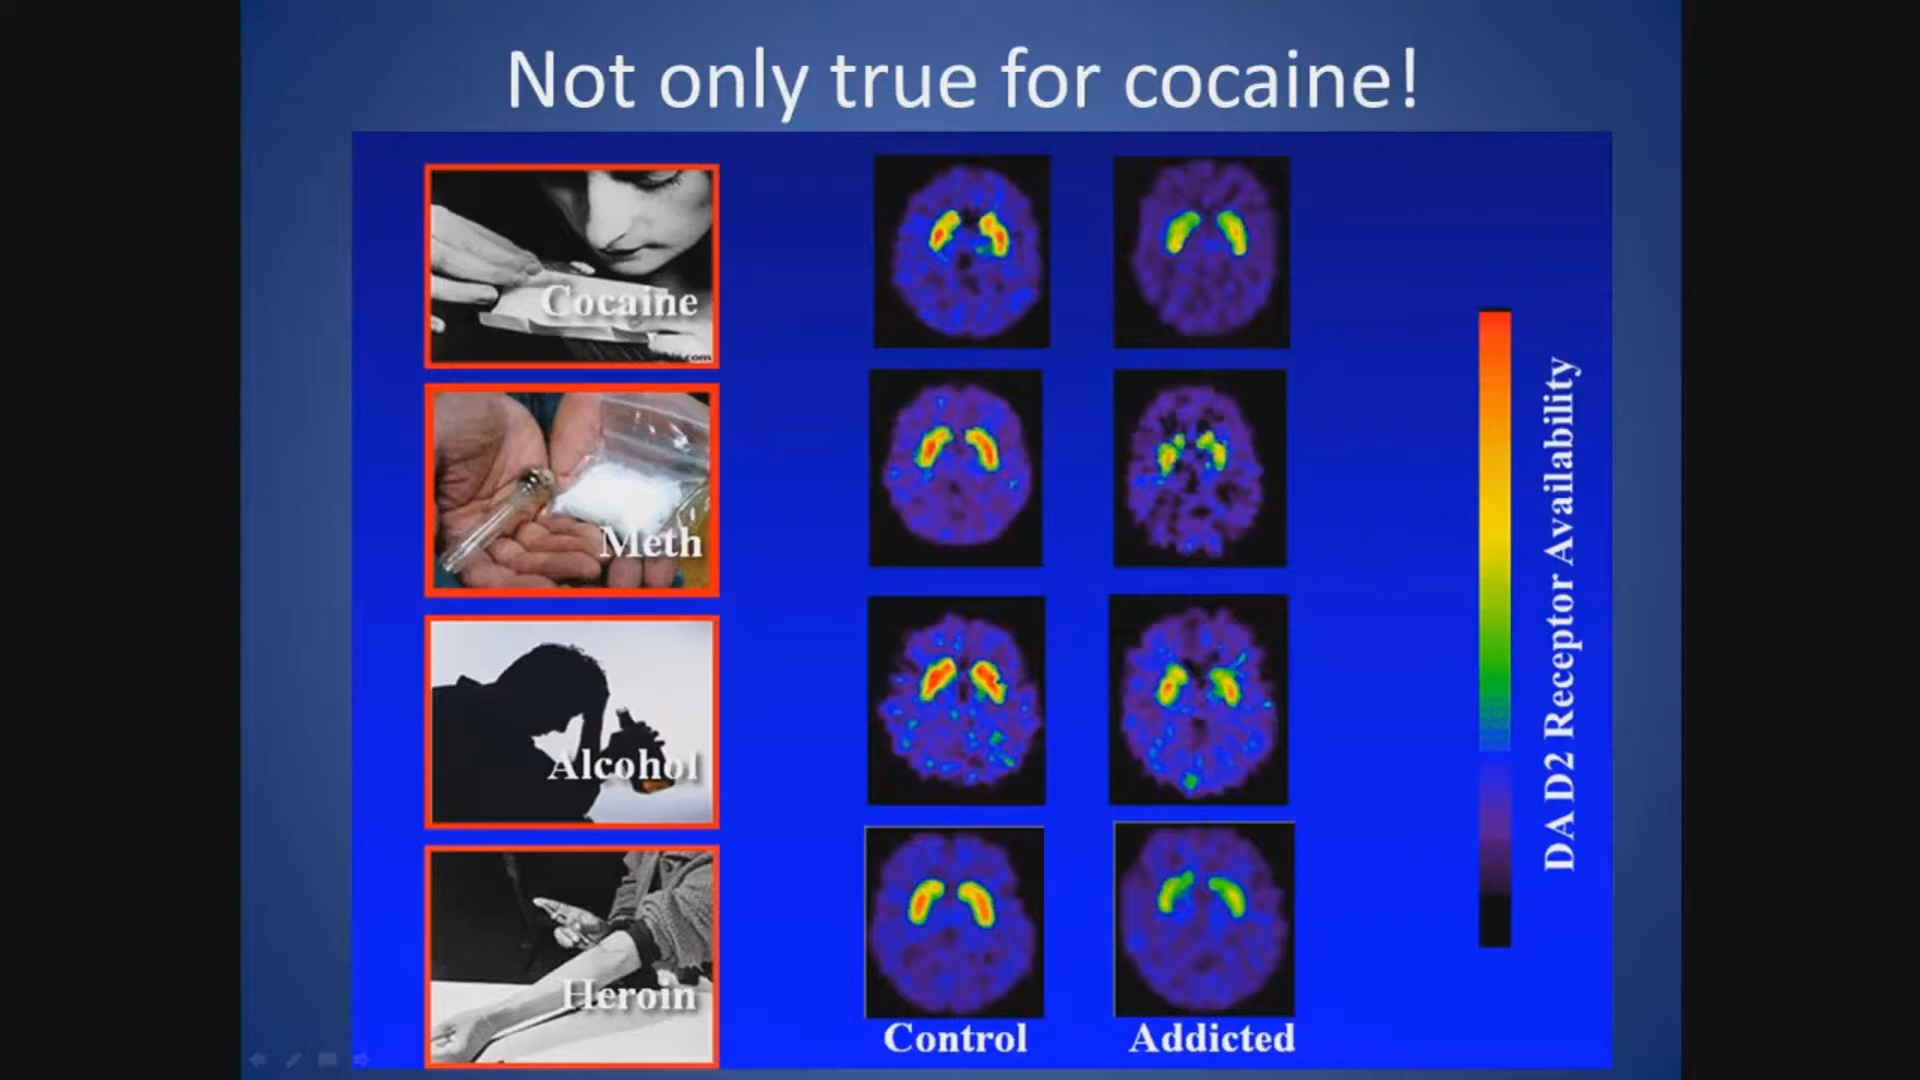 Not only true for cocaine!
Cocaine
Meth
Alcohol
Heroin
Control
Addicted
DA D2 Receptor Availability